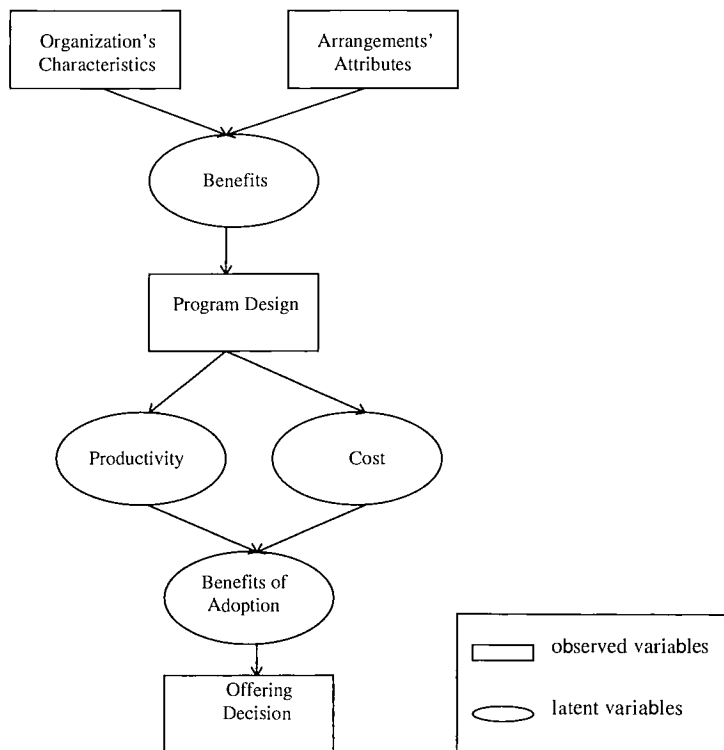 Organization's
Characteristics
Arrangements'
Attributes
Benefits
Program Design
Productivity
Cost
Benefits of
Adoption
Offering
Decision
observed variables
latent variables